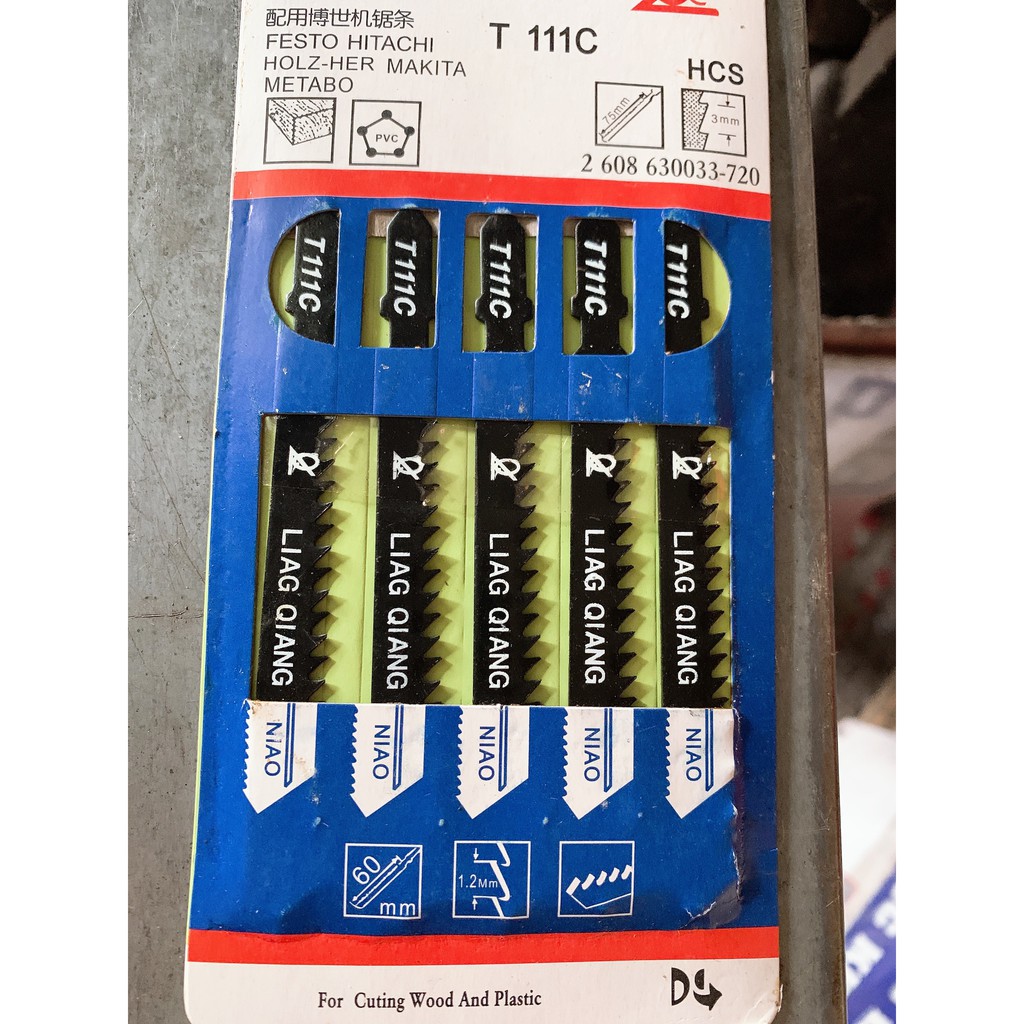 配用博世机锯条
FESTO HITACHI
HOLZ-HER MAKITA
METABO
T 111C
HCS
PVC
75mm
3mm
2 608 630033-720
T111C
T111C
T111C
T111C
T111C
LIAG QIANG
LIAG QIANG
LIAG QIANG
LIAG QIANG
LIAG QIANG
NIAO
NIAO
NIAO
NIAO
NIAO
60
mm
1.2Mm
For Cuting Wood And Plastic